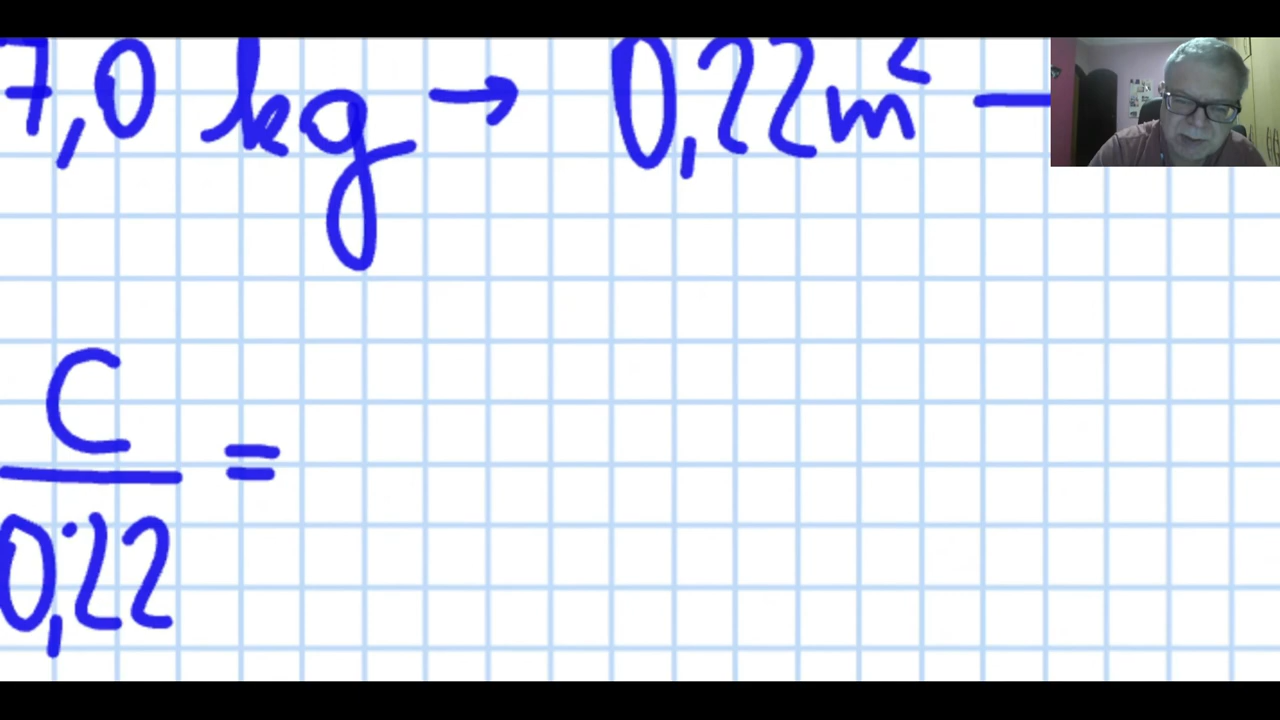 7,0 kg → 0,22 m² —
C
0,22
=